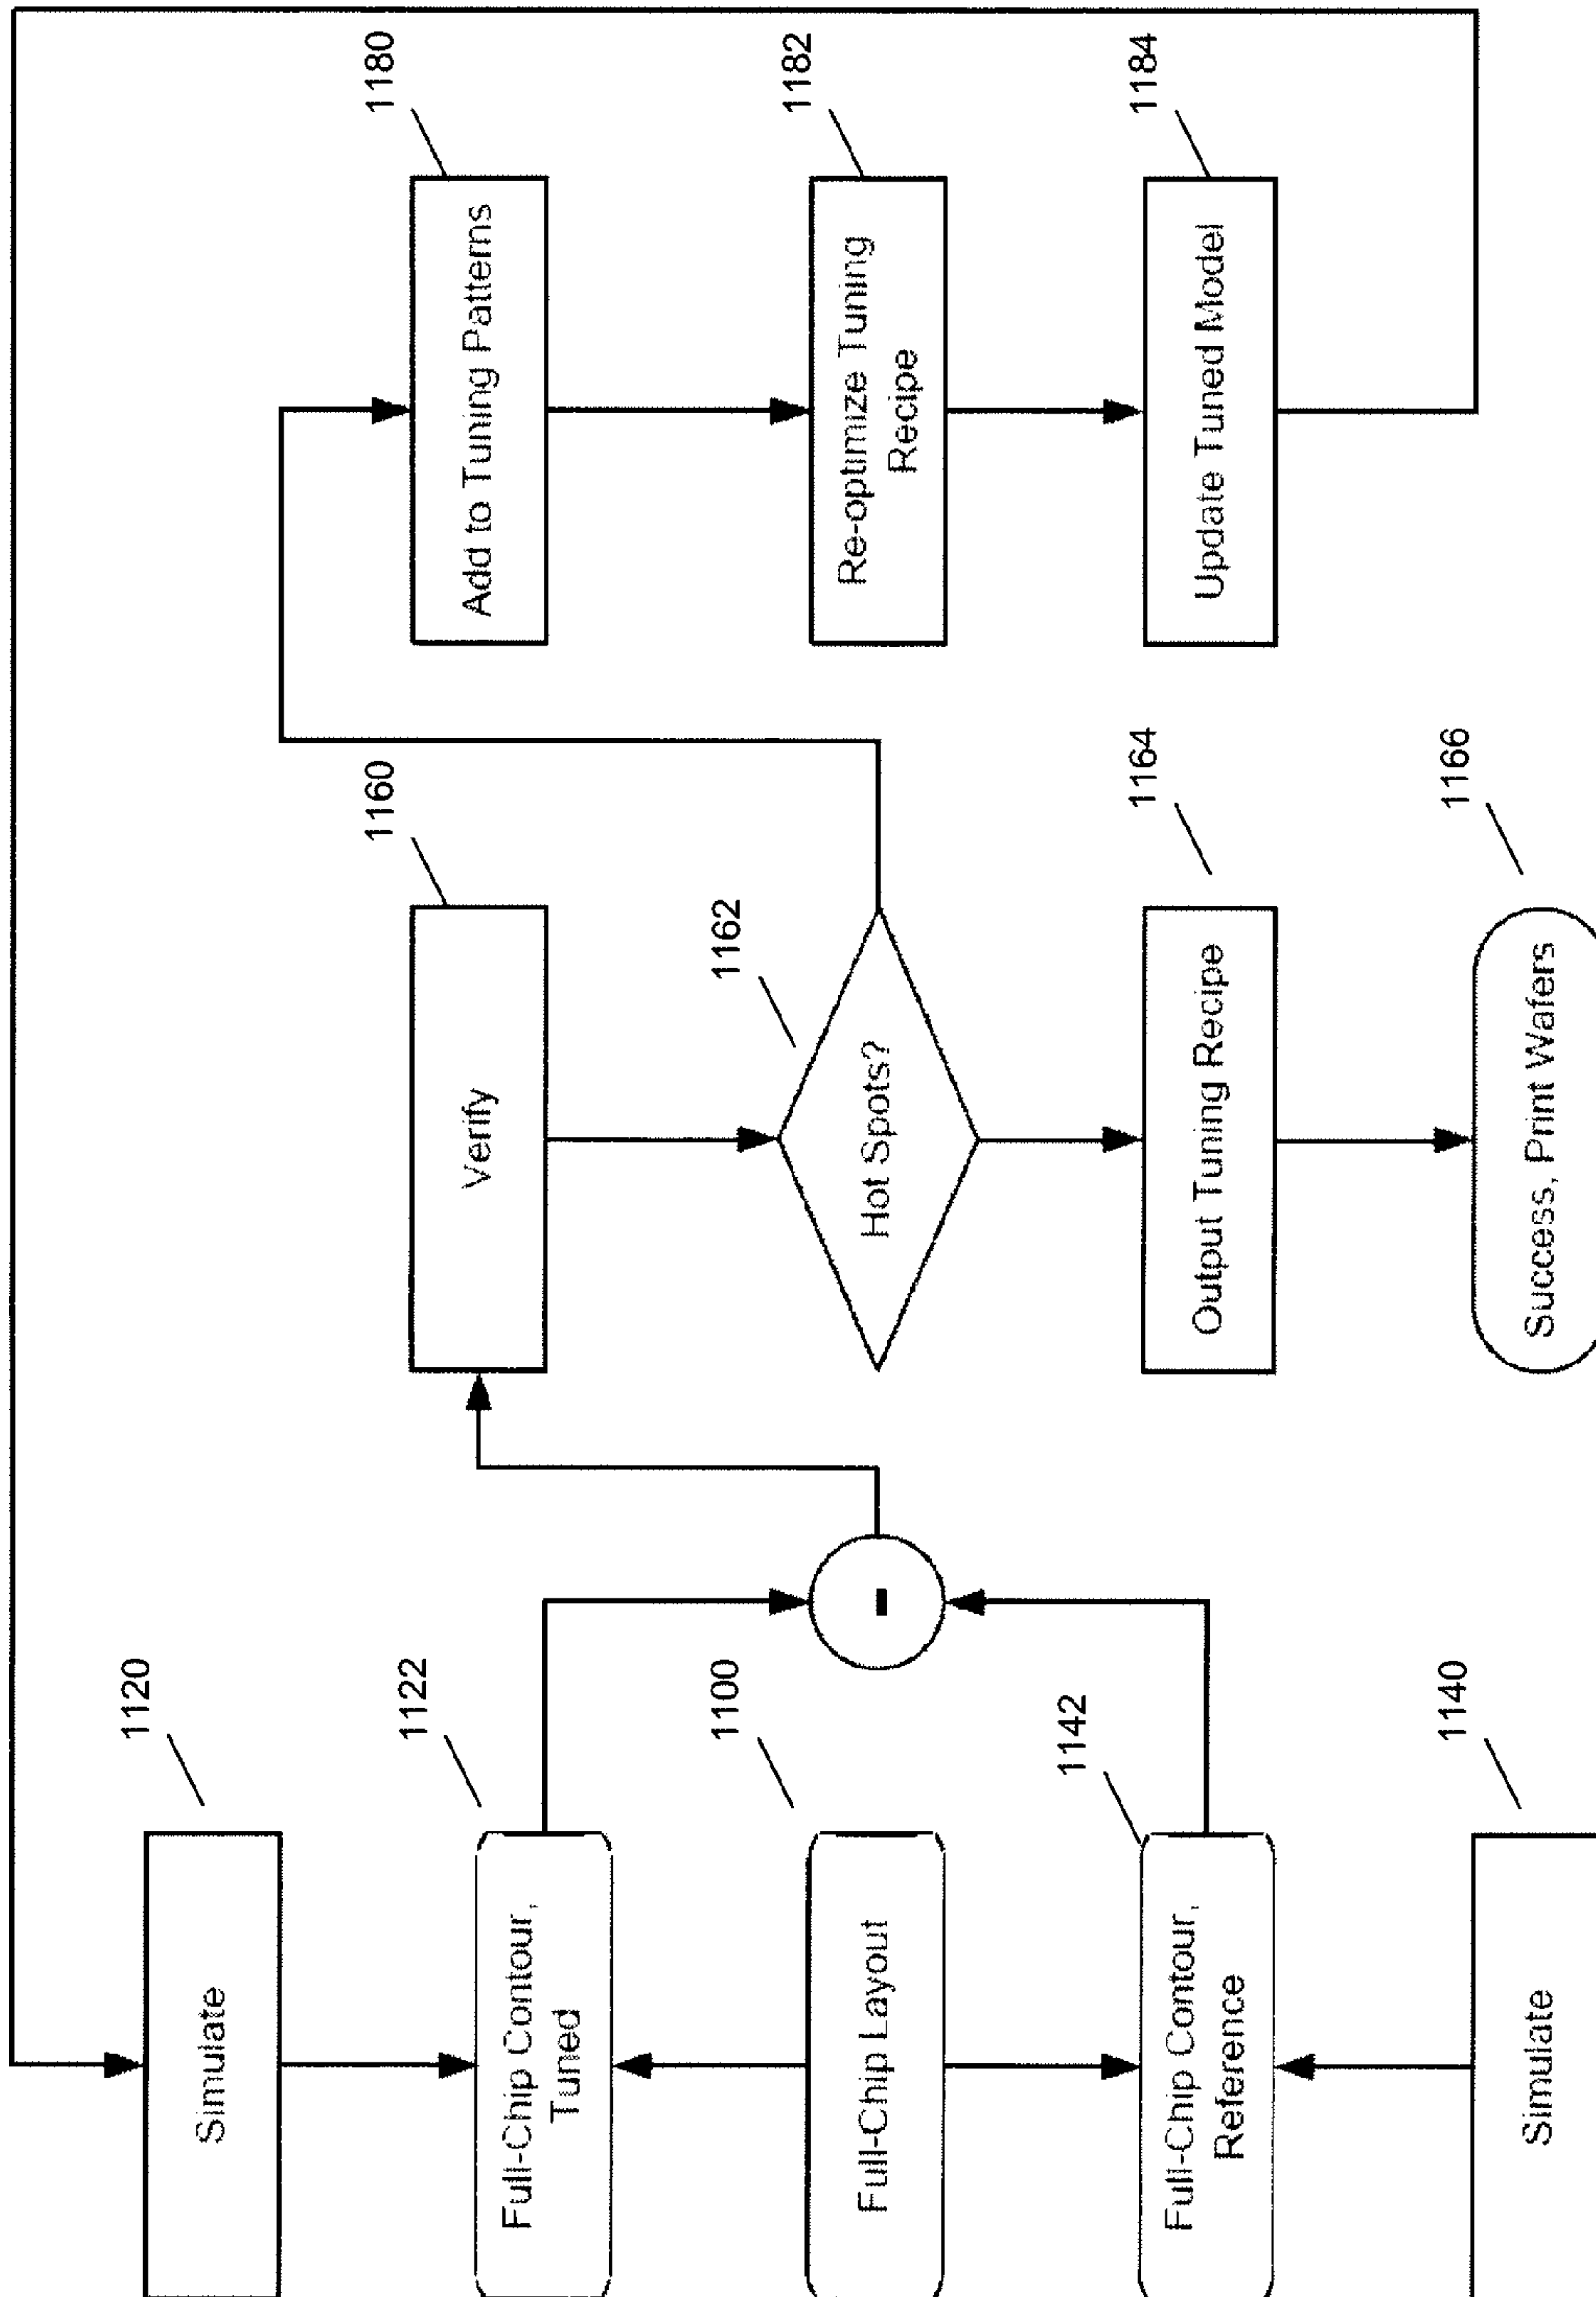 1120
Simulate
1122
Full-Chip Contour,
Tuned
1100
Full-Chip Layout
1142
Full-Chip Contour,
Reference
1140
Simulate
-
1160
Verify
1162
Hot Spots?
1164
Output Tuning Recipe
1166
Success, Print Wafers
1180
Add to Tuning Patterns
1182
Re-optimize Tuning
Recipe
1184
Update Tuned Model